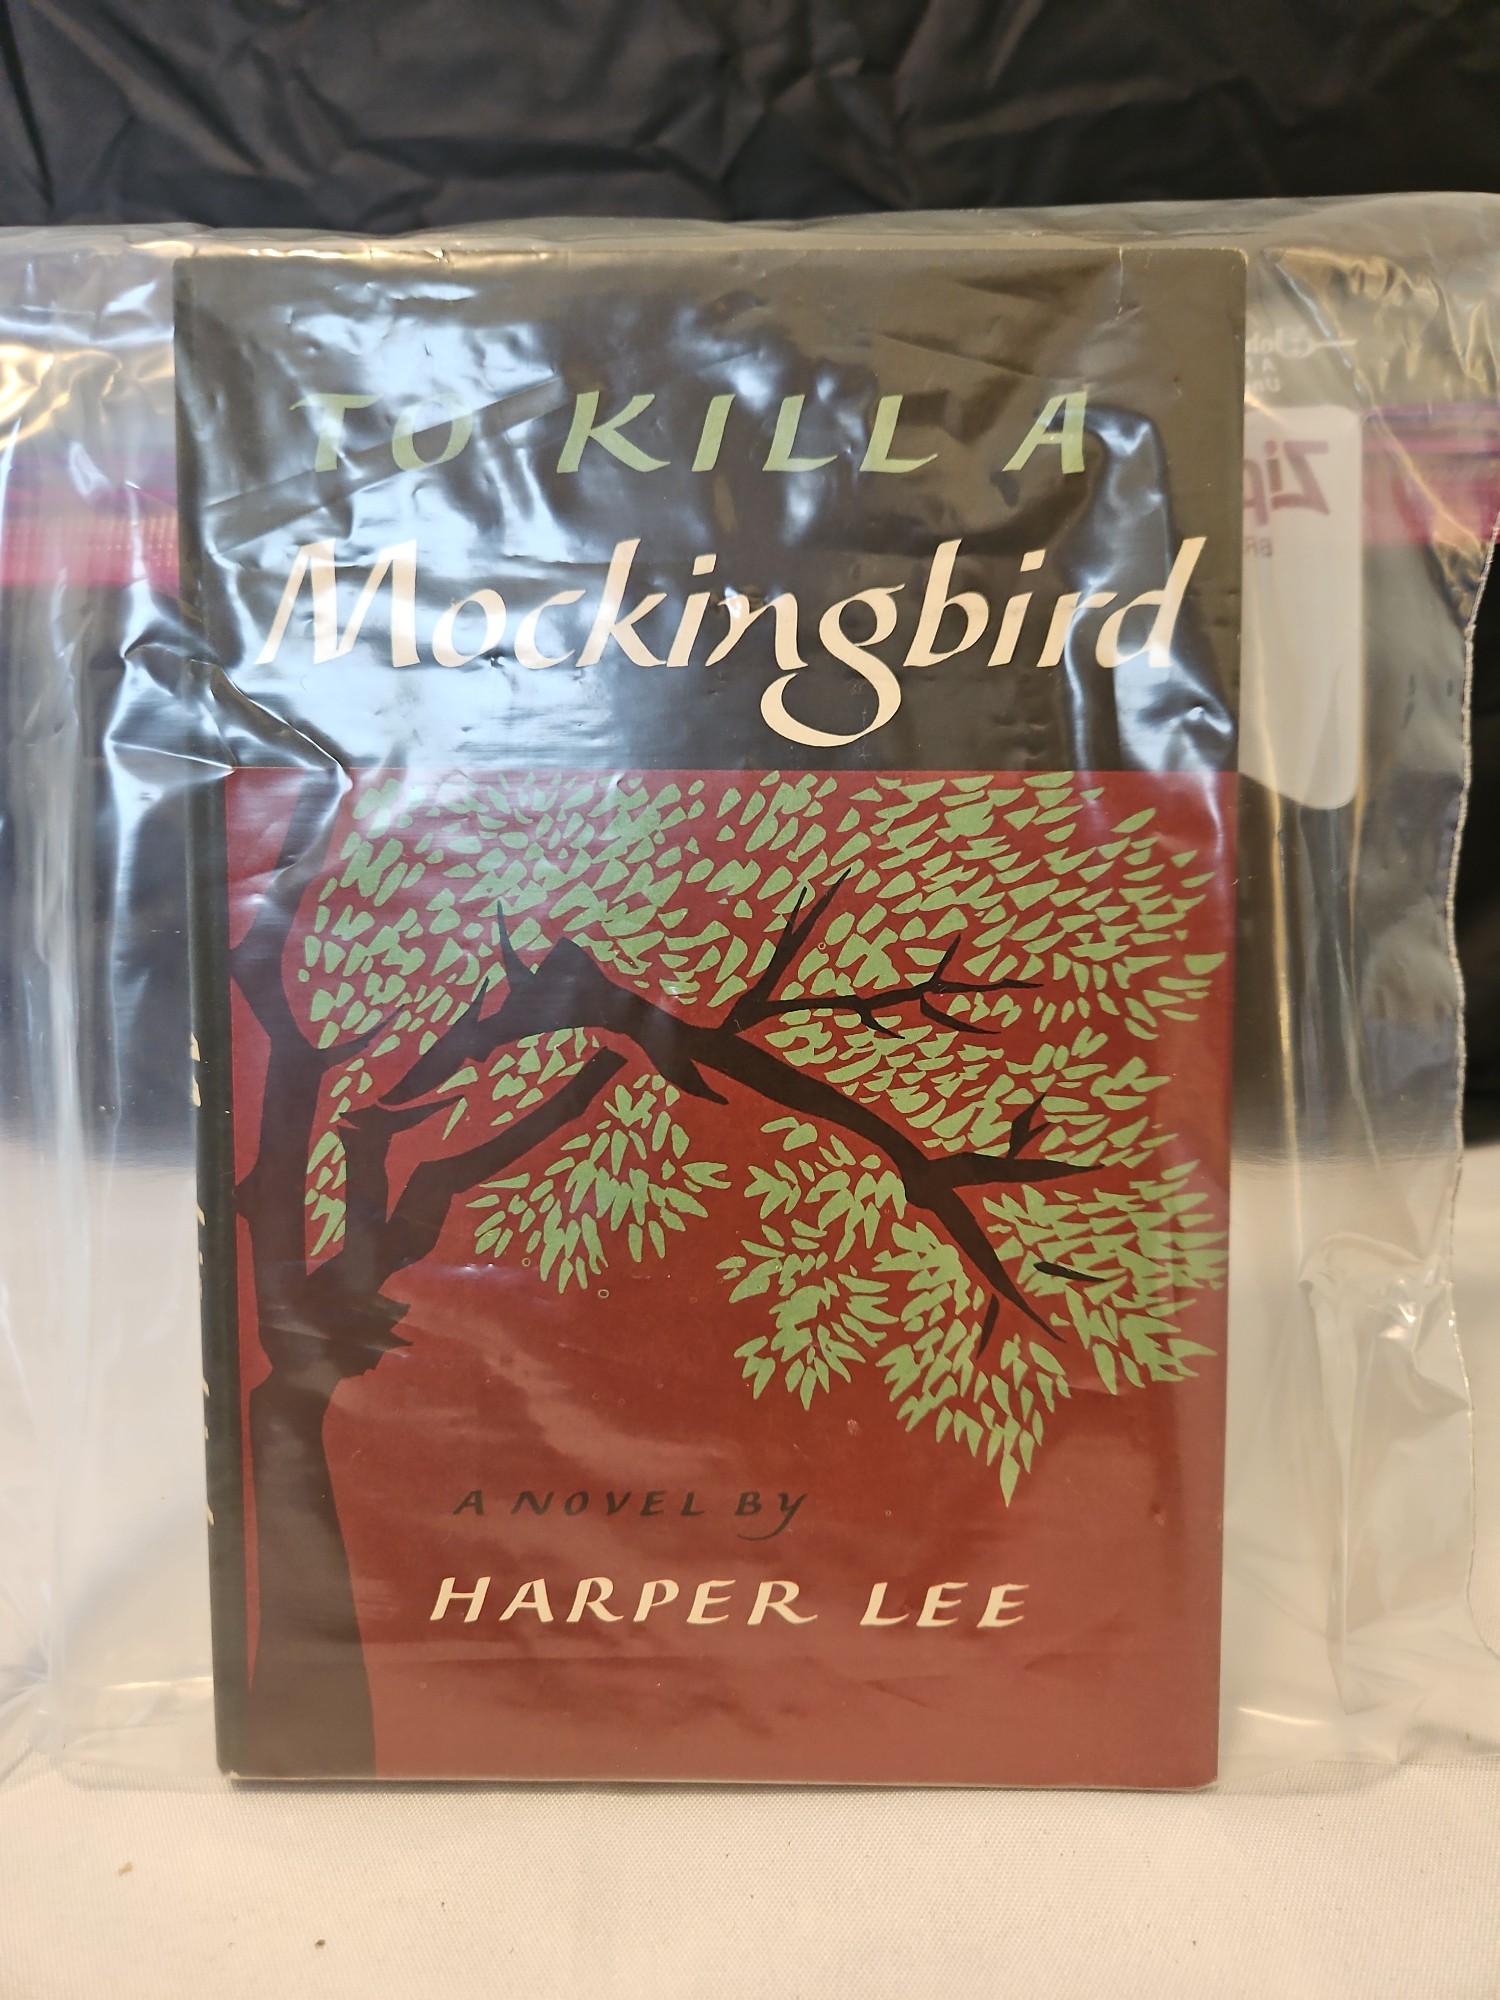 TO KILL A
Mockingbird
A NOVEL BY
HARPER LEE